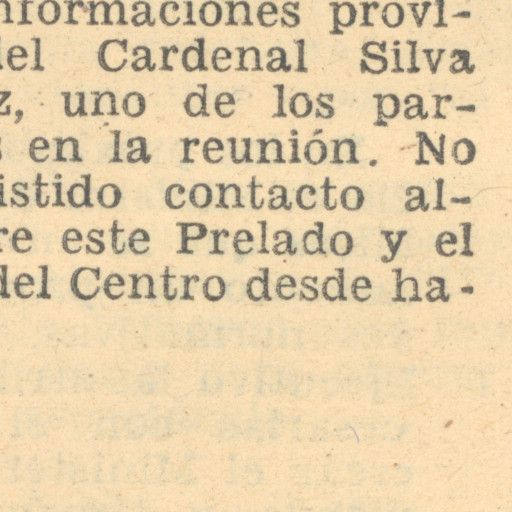 nformaciones provi-
del Cardenal Silva
z, uno de los par-
s en la reunión. No
istido contacto al-
re este Prelado y el
del Centro desde ha-